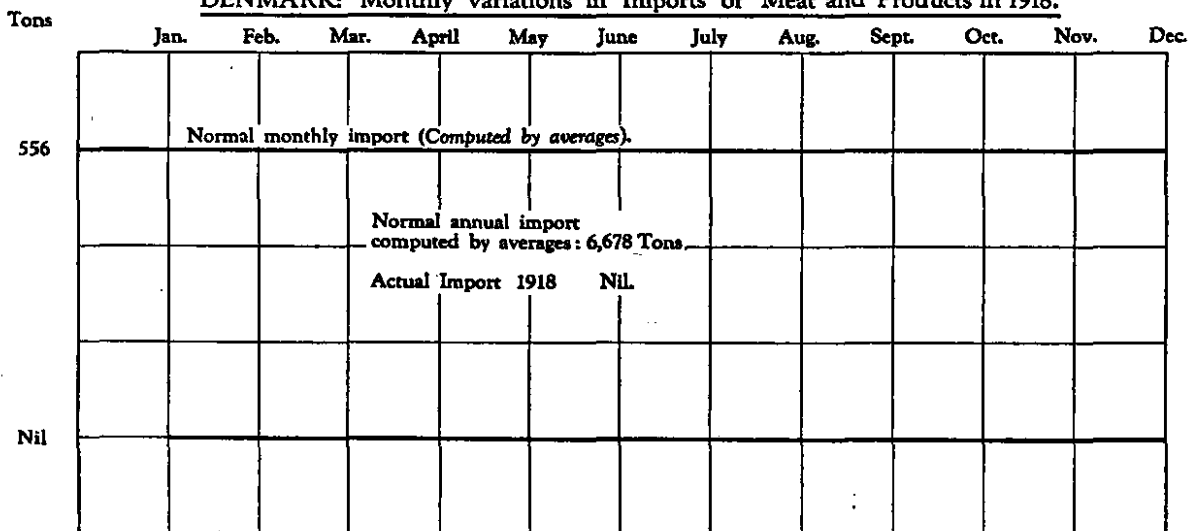 DENMARK: Monthly Variations in Imports of Meat and Products in 1918.
Tons
Jan. Feb. Mar. April May June July Aug. Sept. Oct. Nov. Dec.
Normal monthly import (Computed by averages).
556
Normal annual import
computed by averages: 6,678 Tons.
Actual Import 1918 Nil.
Nil